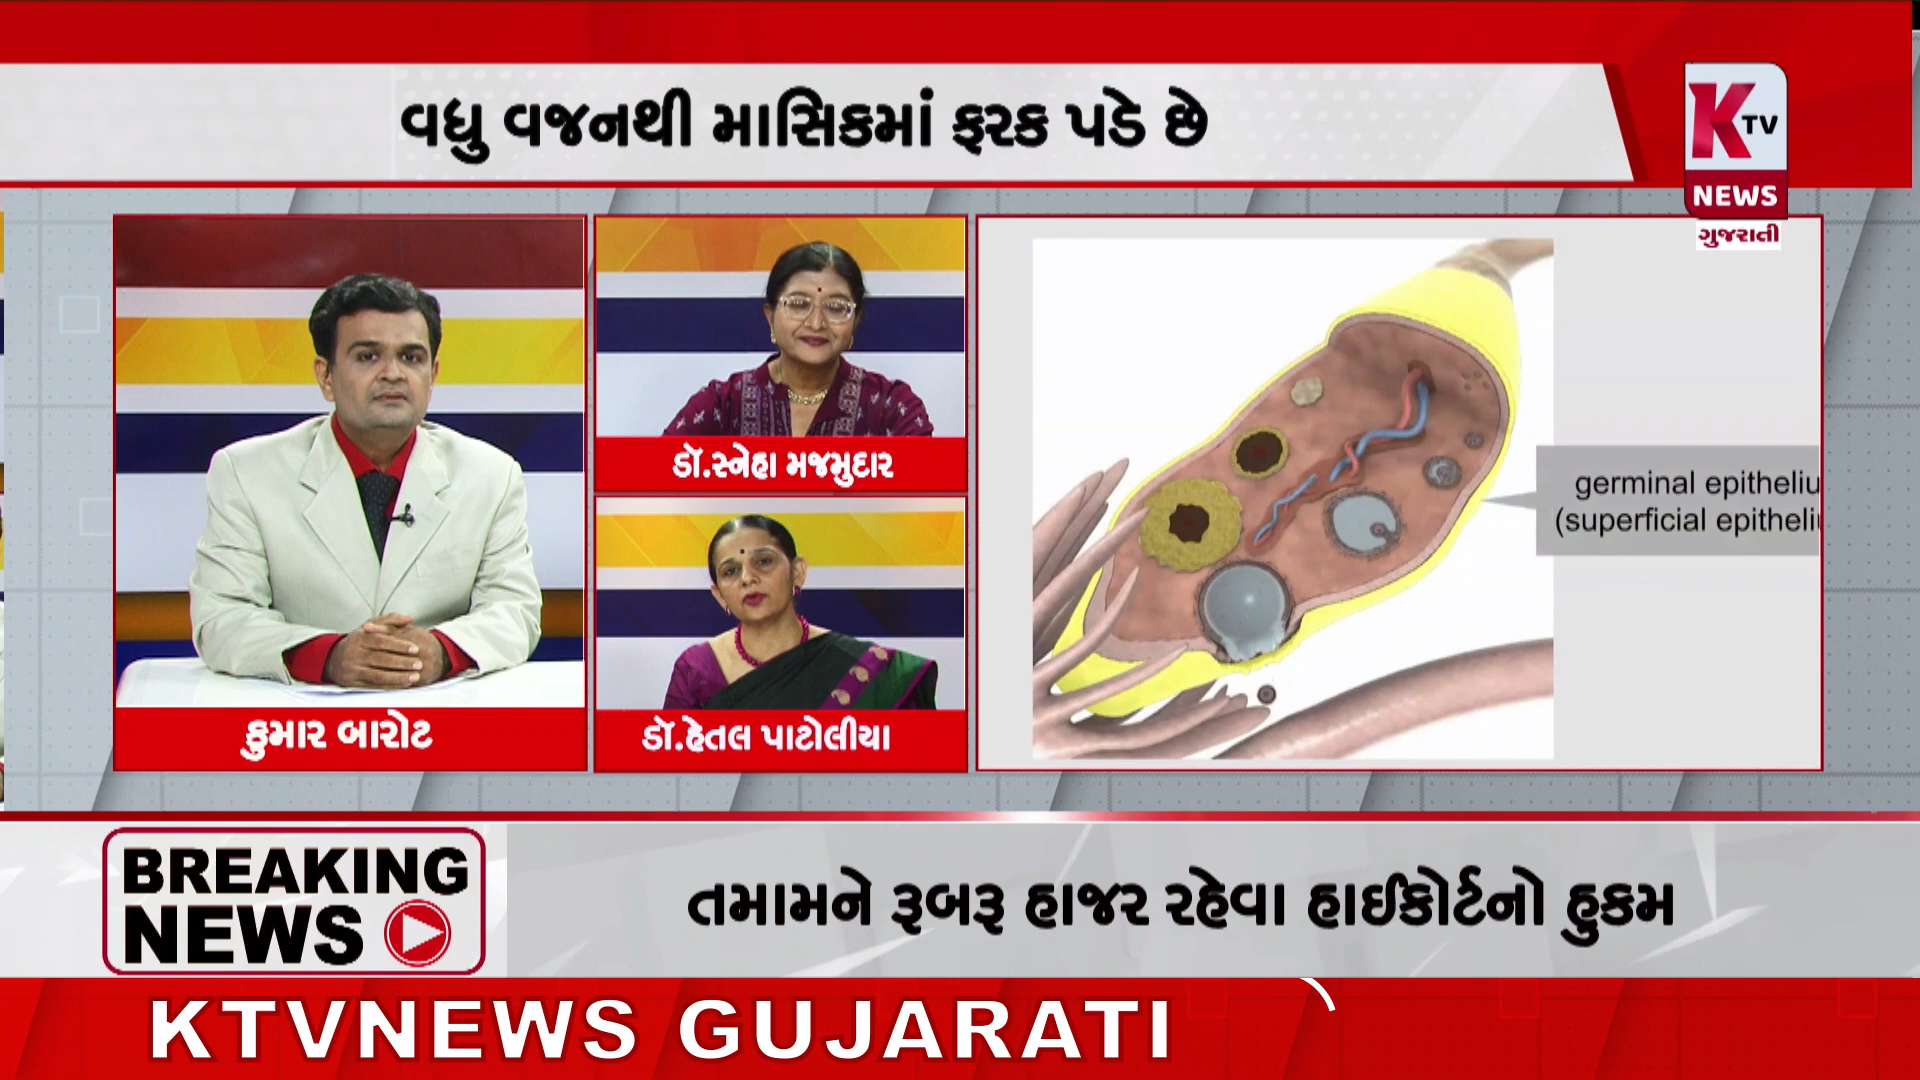 વધુ વજનથી માસિકમાં ફરક પડે છે
K TV
NEWS
ગુજરાતી
ડૉ.સ્નેહા મજમુદાર
germinal epitheliu
(superficial epitheli
કુમાર બારોટ
ડૉ.હેતલ પાટોલીયા
BREAKING
NEWS
તમામને રૂબરૂ હાજર રહેવા હાઈકોર્ટનો હુકમ
KTVNEWS GUJARATI